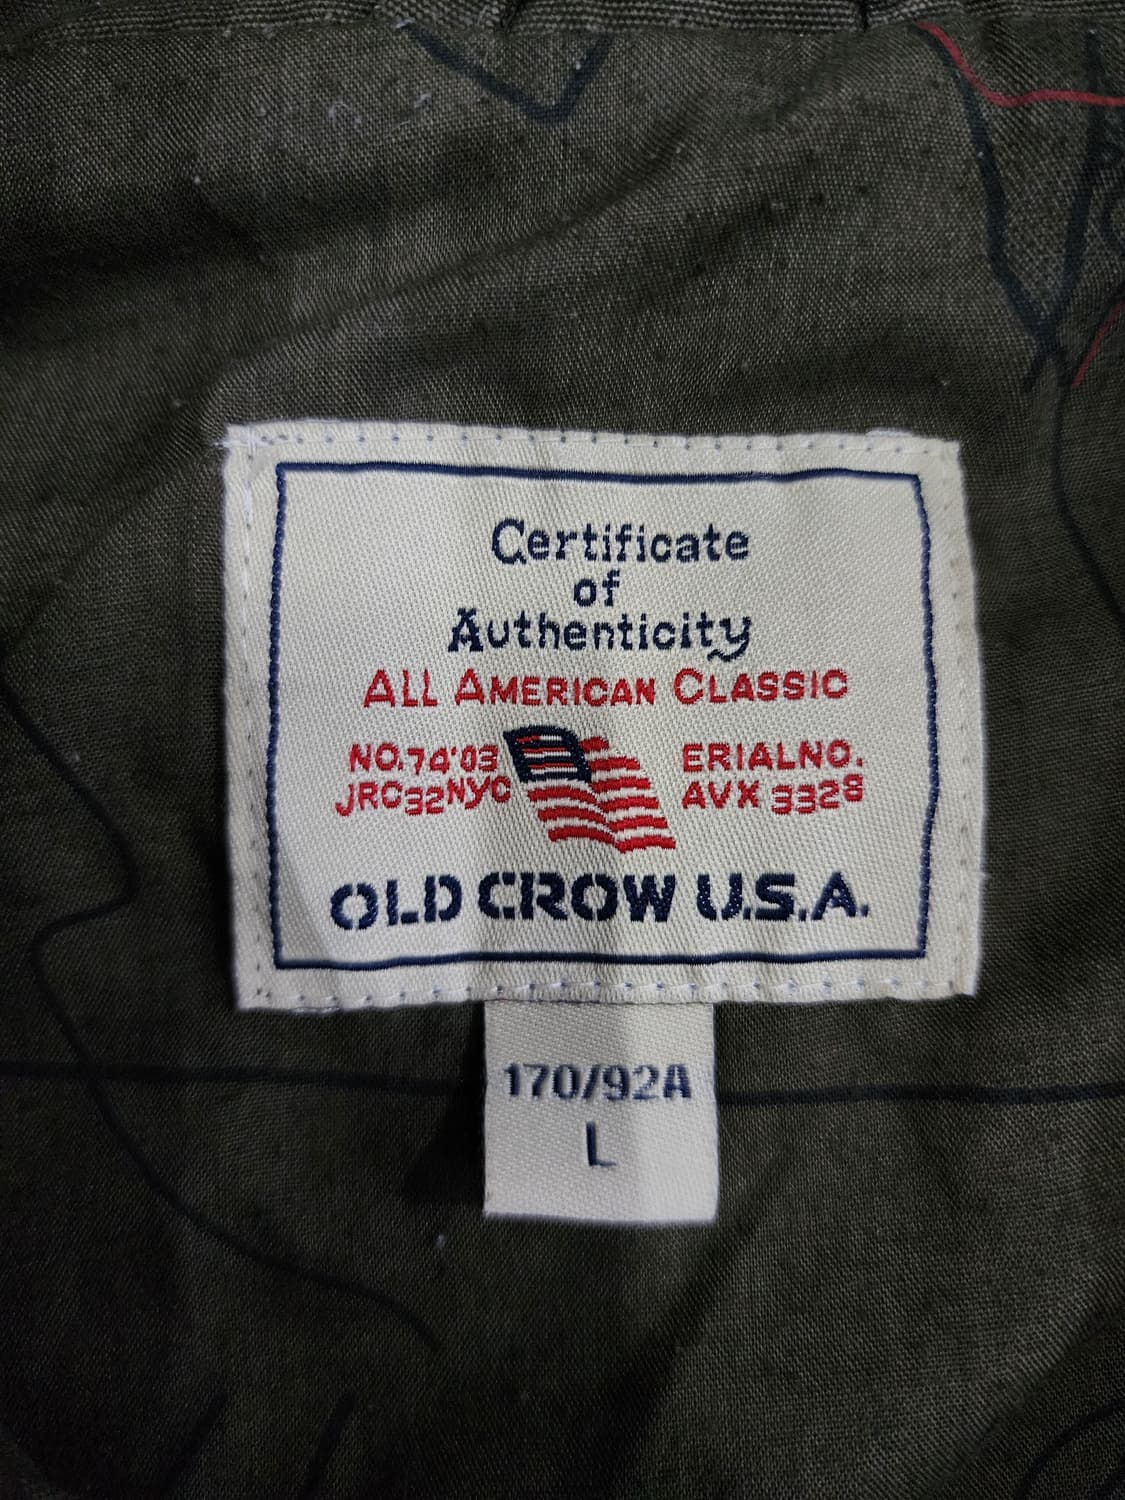 Certificate
of
Authenticity
ALL AMERICAN CLASSIC
NO.74'03
JRC32NYC
ERIALNO.
AVX 3328
OLD CROW U.S.A.
170/92A
L